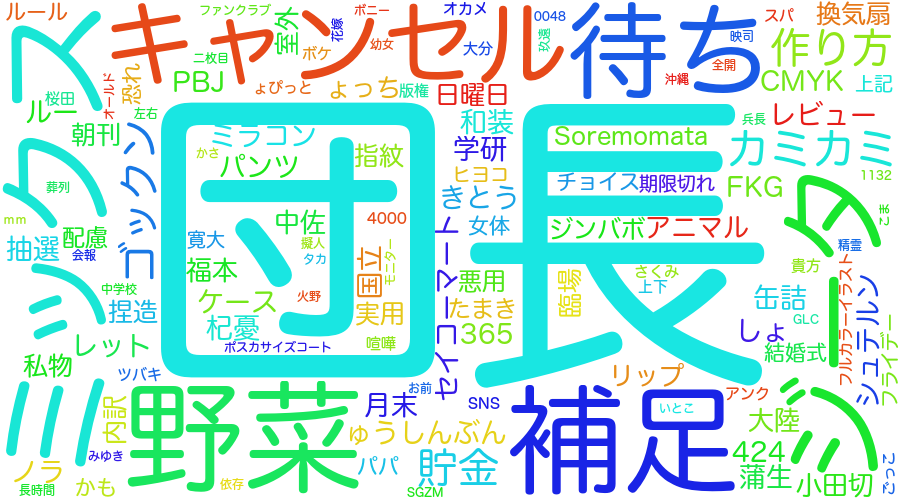 ルール
キャンセル
ファンクラブ
ボニー
オカメ
室外
花嫁
幼女
ボケ
二枚目
大分
0048
玖遠
待ち
スパ
映司
全開
沖縄
換気扇
作り方
CMYK
上記
ミックス
桜田
ルー
オールド
恐れ
左右
朝刊
PBJ
ょぴっと
ょっち
版権
日曜日
兵長
レビュー
カミカミ
1132
団長
ミラコン
かさ
パンツ
指紋
和装
学研
ヒヨコ
きとう
女体
Soremomata
チョイス
期限切れ
FKG
ジンバボ
アニマル
葬列
mm
抽選
配慮
会報
ゴックン
中学校
捏造
寛大
中佐
擬人
タカ
4000
国立
モニター
福本
火野
ケース
杞憂
実用
喧嘩
ポスカサイズコート
セイコーマート
悪用
たまき
365
臨場
さくみ
上下
貴方
精霊
ごま
缶詰
GLC
しょ
結婚式
フルカラーイラスト
シュテルン
フライデー
ジータ
レット
私物
ツバキ
内訳
みゆき
ノラ
長時間
かも
野菜
依存
月末
お前
SNS
ゅうしんぶん
パパ
貯金
SGZM
補足
リップ
いとこ
アンク
大陸
424
蒲生
小田切
ごっこ